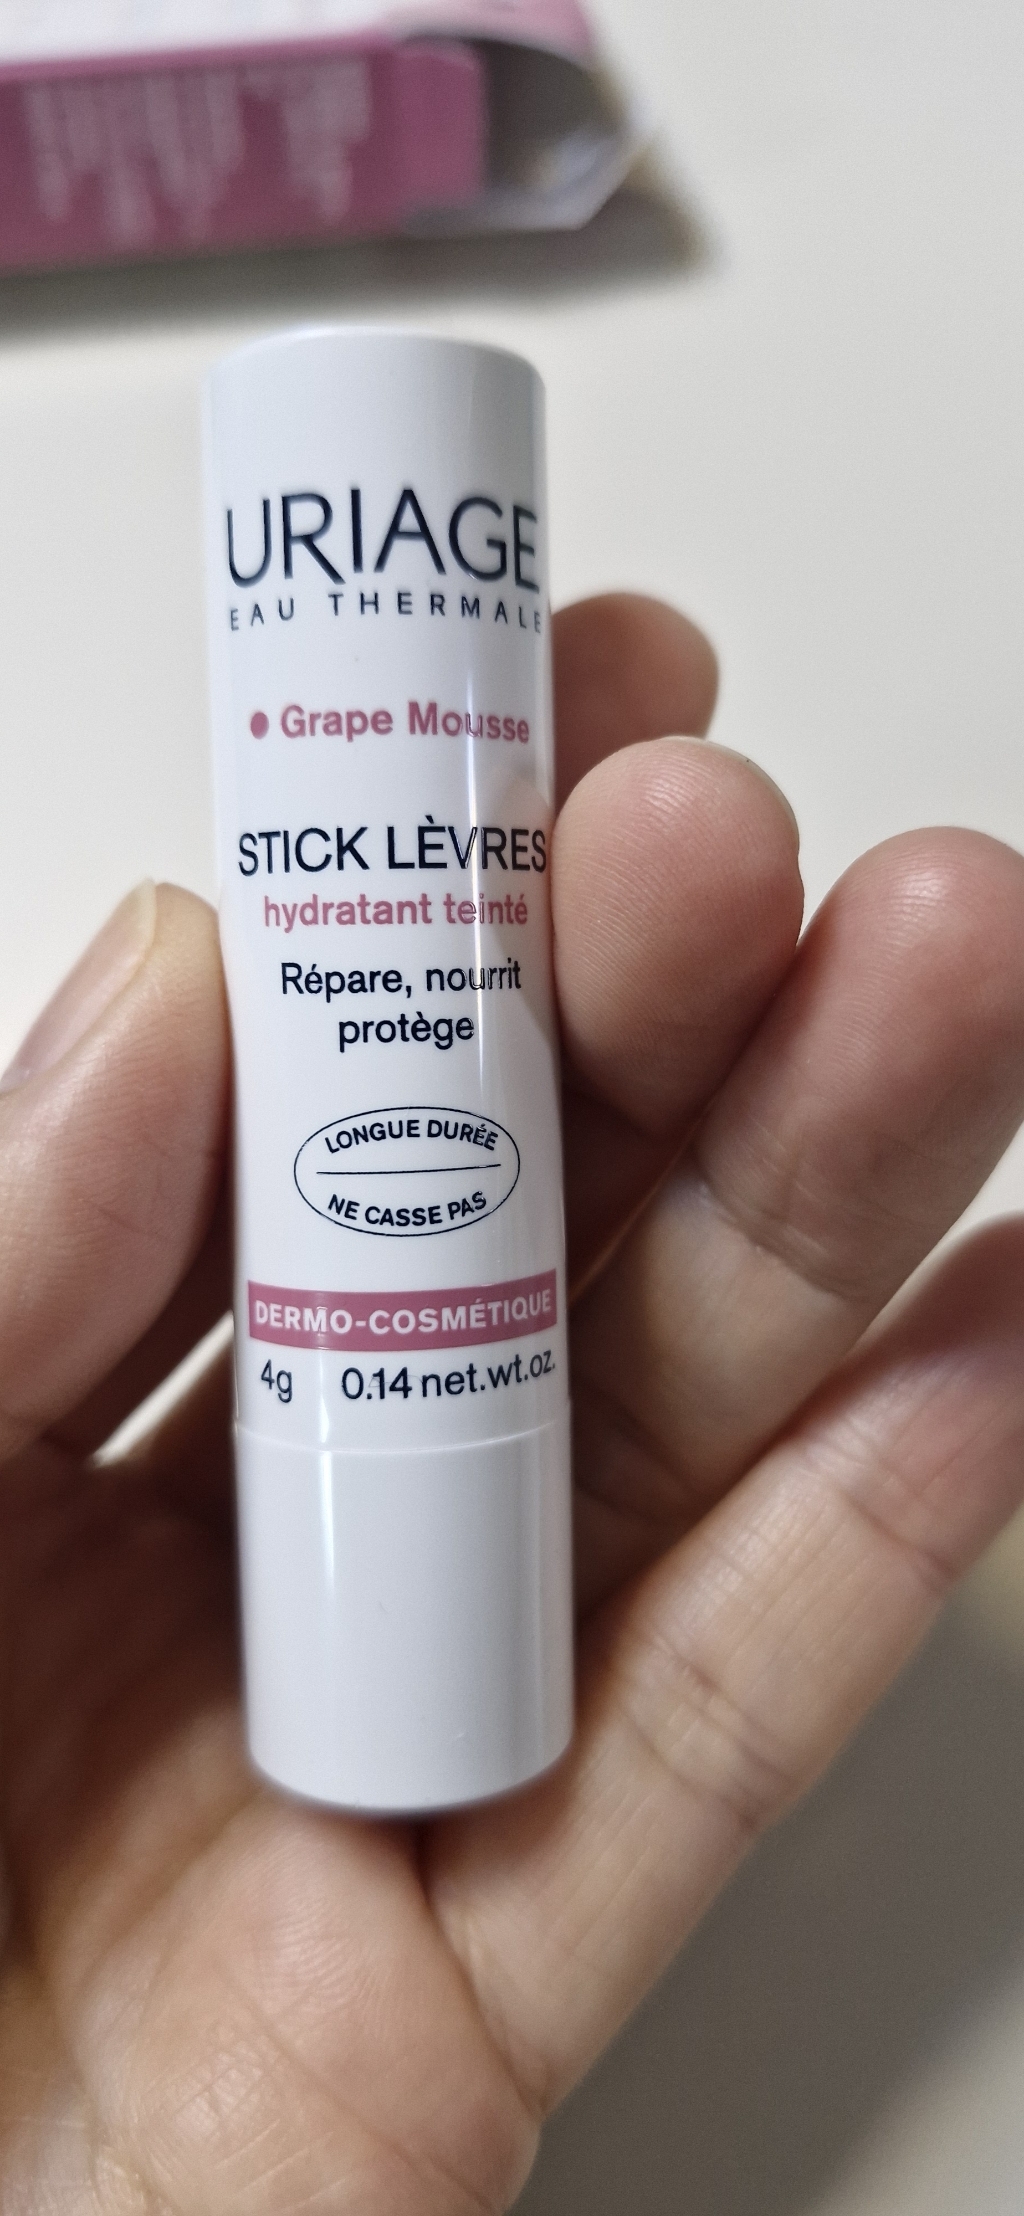 URIAGE
EAU THERMALE
Grape Mousse
STICK LÈVRES
hydratant teinté
Répare, nourrit
protège
LONGUE DURÉE
NE CASSE PAS
DERMO-COSMÉTIQUE
4g 0.14 net.wt.oz.